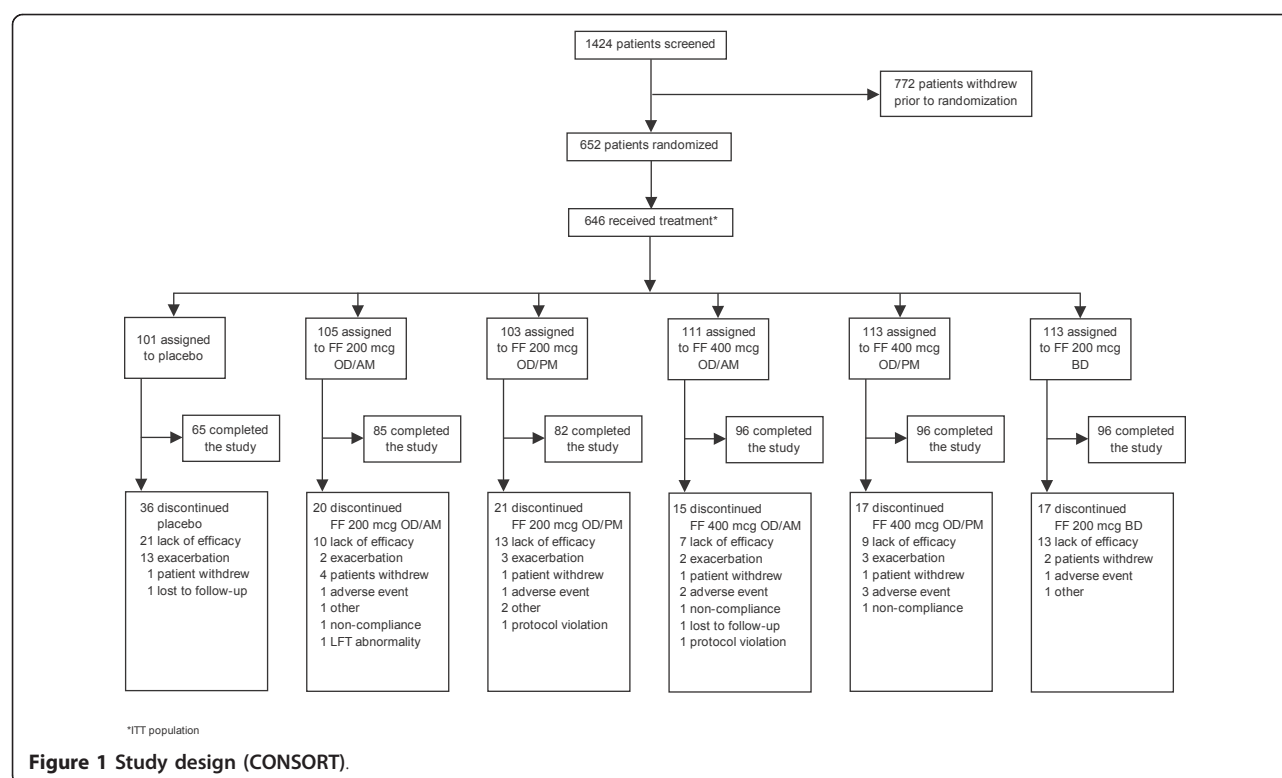 1424 patients screened
772 patients withdrew
prior to randomization
652 patients randomized
646 received treatment*
101 assigned
to placebo
105 assigned
to FF 200 mcg
OD/AM
103 assigned
to FF 200 mcg
OD/PM
111 assigned
to FF 400 mcg
OD/AM
113 assigned
to FF 400 mcg
OD/PM
113 assigned
to FF 200 mcg
BD
65 completed
the study
85 completed
the study
82 completed
the study
96 completed
the study
96 completed
the study
96 completed
the study
36 discontinued
placebo
21 lack of efficacy
13 exacerbation
1 patient withdrew
1 lost to follow-up
20 discontinued
FF 200 mcg OD/AM
10 lack of efficacy
2 exacerbation
4 patients withdrew
1 adverse event
1 other
1 non-compliance
1 LFT abnormality
21 discontinued
FF 200 mcg OD/PM
13 lack of efficacy
3 exacerbation
1 patient withdrew
1 adverse event
2 other
1 protocol violation
15 discontinued
FF 400 mcg OD/AM
7 lack of efficacy
2 exacerbation
1 patient withdrew
2 adverse event
1 non-compliance
1 lost to follow-up
1 protocol violation
17 discontinued
FF 400 mcg OD/PM
9 lack of efficacy
3 exacerbation
1 patient withdrew
3 adverse event
1 non-compliance
17 discontinued
FF 200 mcg BD
13 lack of efficacy
2 patients withdrew
1 adverse event
1 other
*ITT population
Figure 1 Study design (CONSORT).